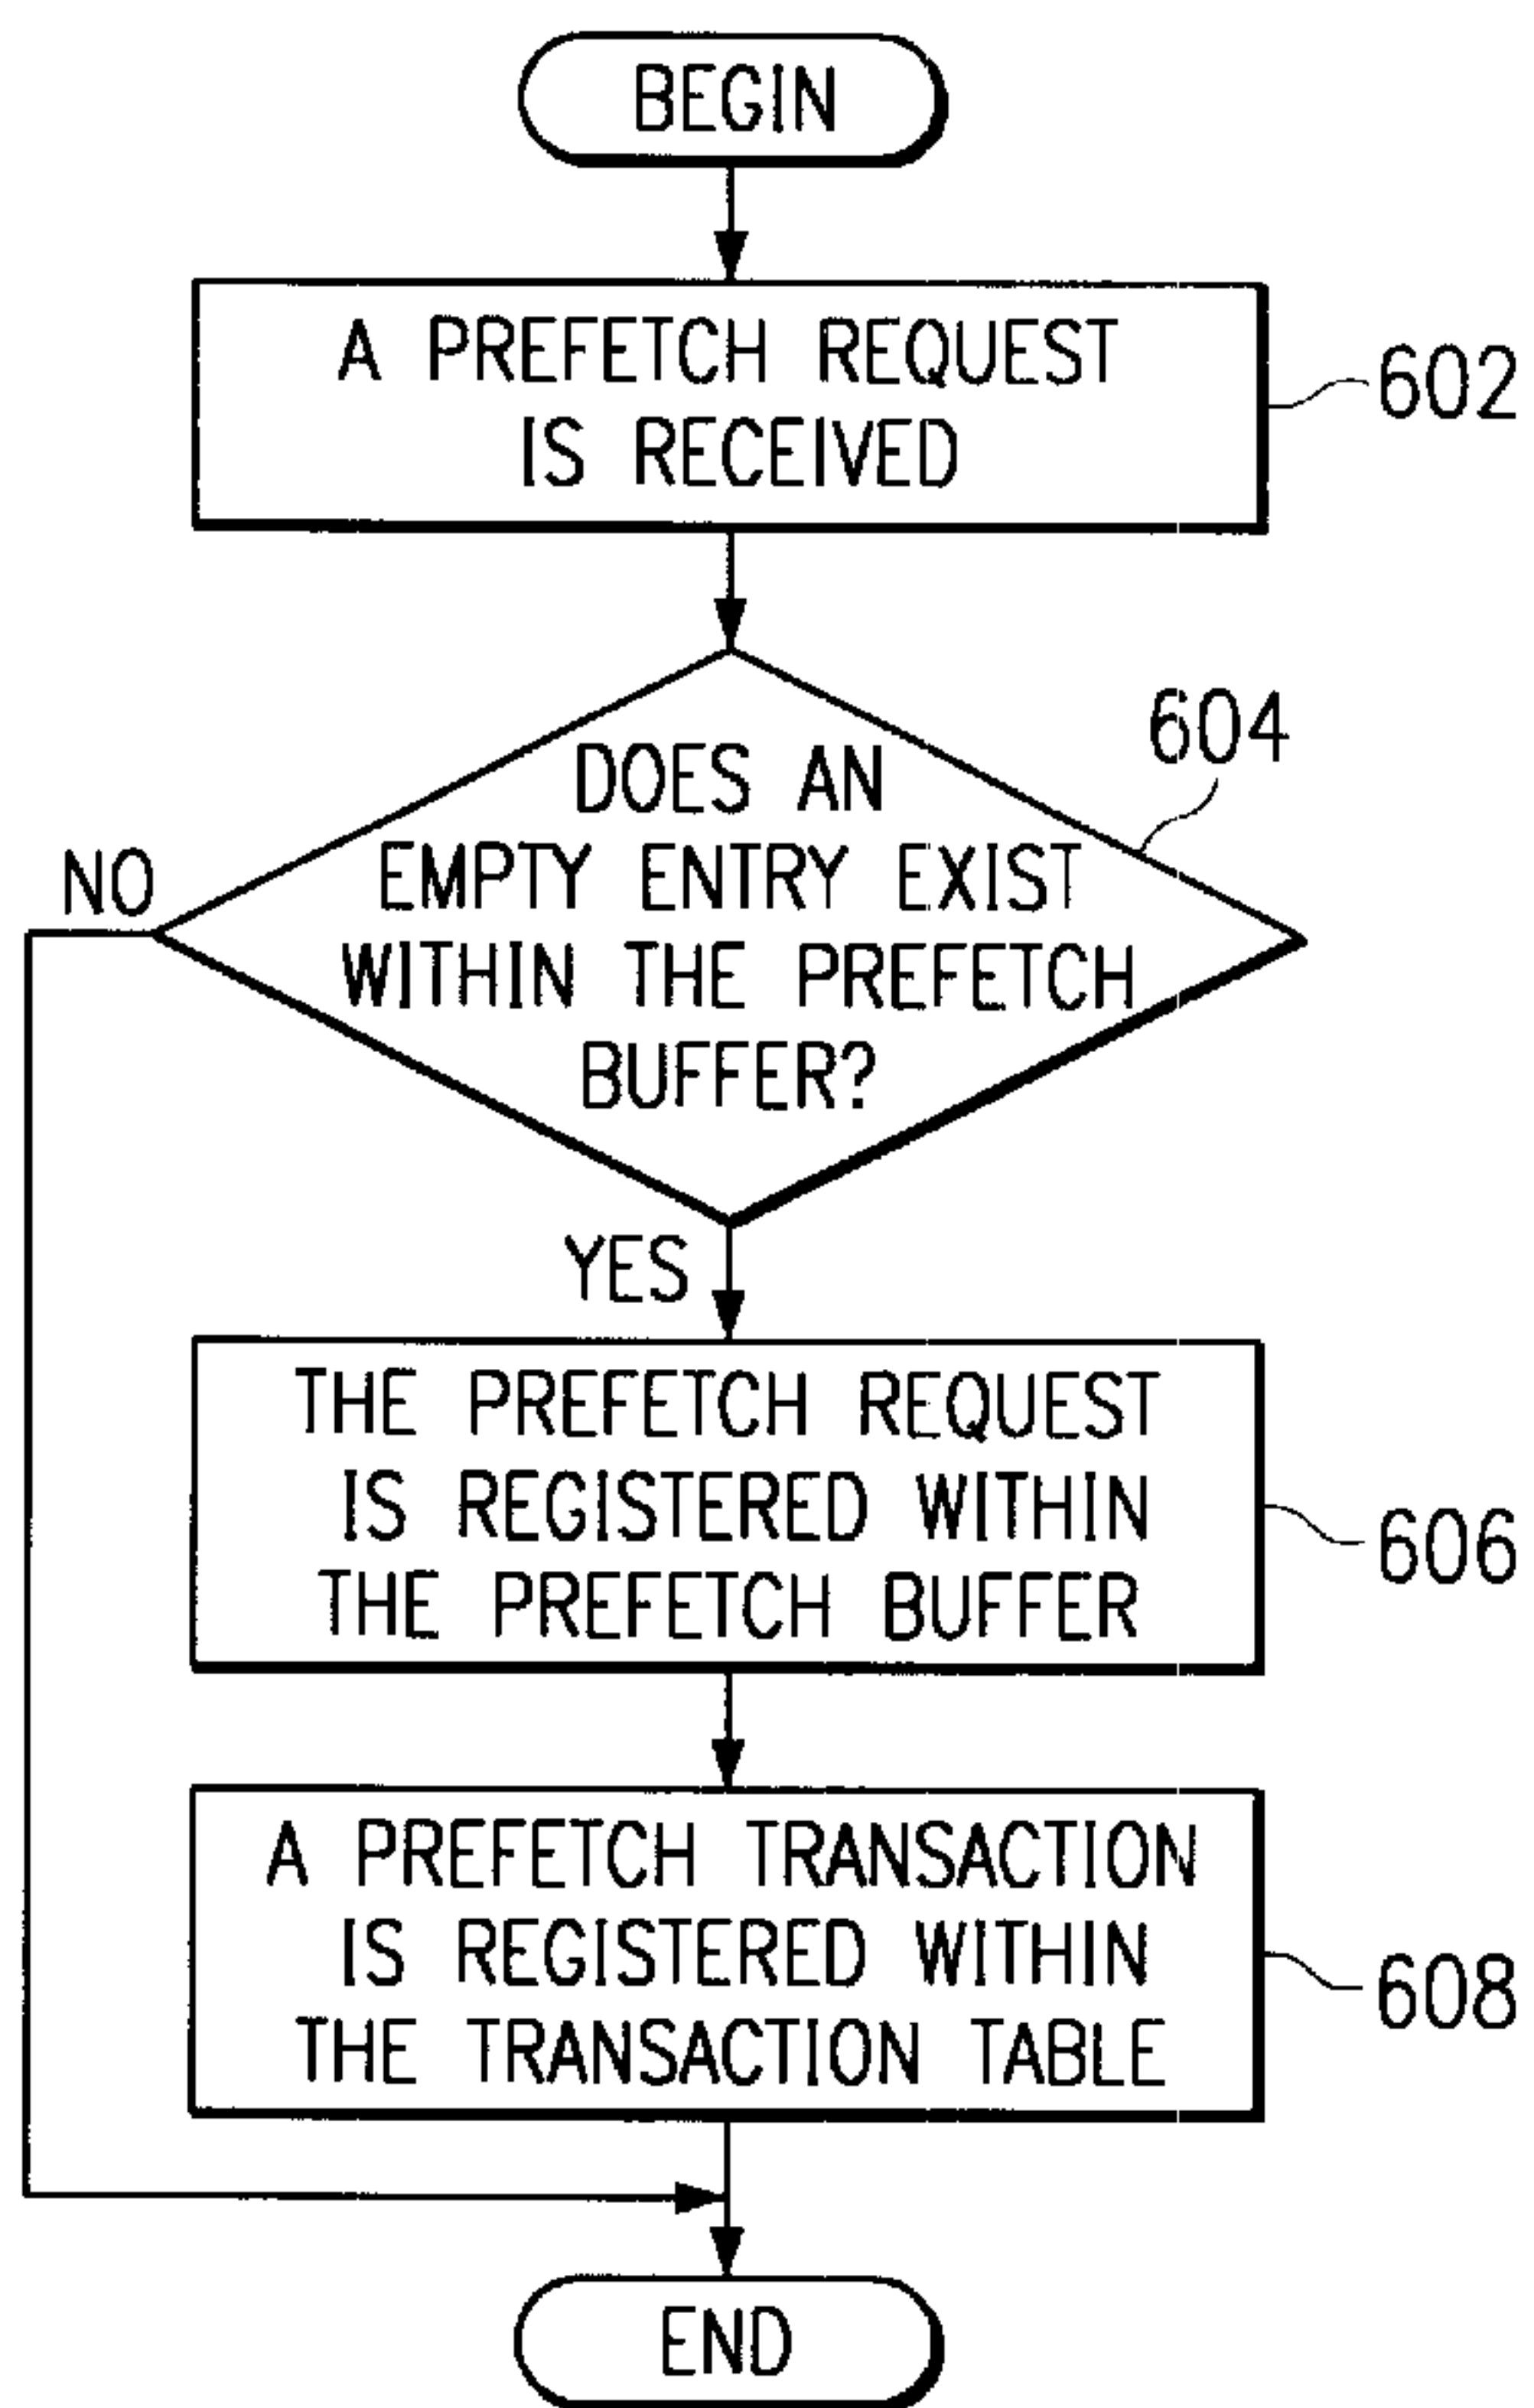 BEGIN
A PREFETCH REQUEST
IS RECEIVED
602
604
DOES AN
EMPTY ENTRY EXIST
WITHIN THE PREFETCH
BUFFER?
NO
YES
THE PREFETCH REQUEST
IS REGISTERED WITHIN
THE PREFETCH BUFFER
606
A PREFETCH TRANSACTION
IS REGISTERED WITHIN
THE TRANSACTION TABLE
608
END